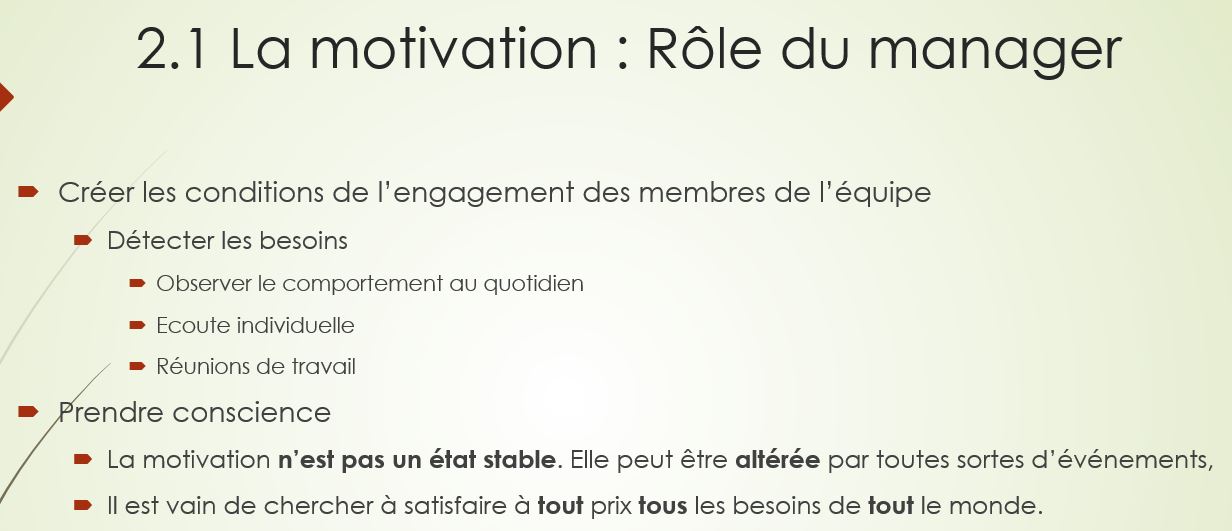 2.1 La motivation : Rôle du manager
Créer les conditions de l’engagement des membres de l’équipe
Détecter les besoins
Observer le comportement au quotidien
Ecoute individuelle
Réunions de travail
Prendre conscience
La motivation n’est pas un état stable. Elle peut être altérée par toutes sortes d’événements,
Il est vain de chercher à satisfaire à tout prix tous les besoins de tout le monde.